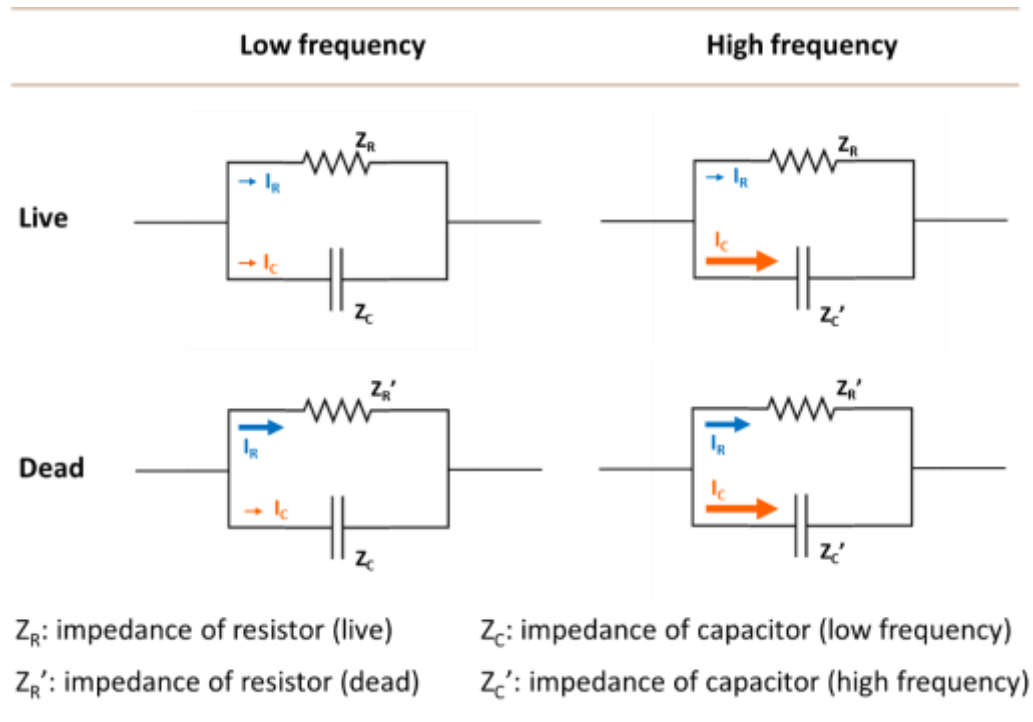 Low frequency High frequency
Live
Z_R
I_R
I_C
Z_C
Z_R
I_R
I_C
Z_C'
Dead
Z_R'
I_R
I_C
Z_C
Z_R'
I_R
I_C
Z_C'
Z_R: impedance of resistor (live) Z_C: impedance of capacitor (low frequency)
Z_R': impedance of resistor (dead) Z_C': impedance of capacitor (high frequency)